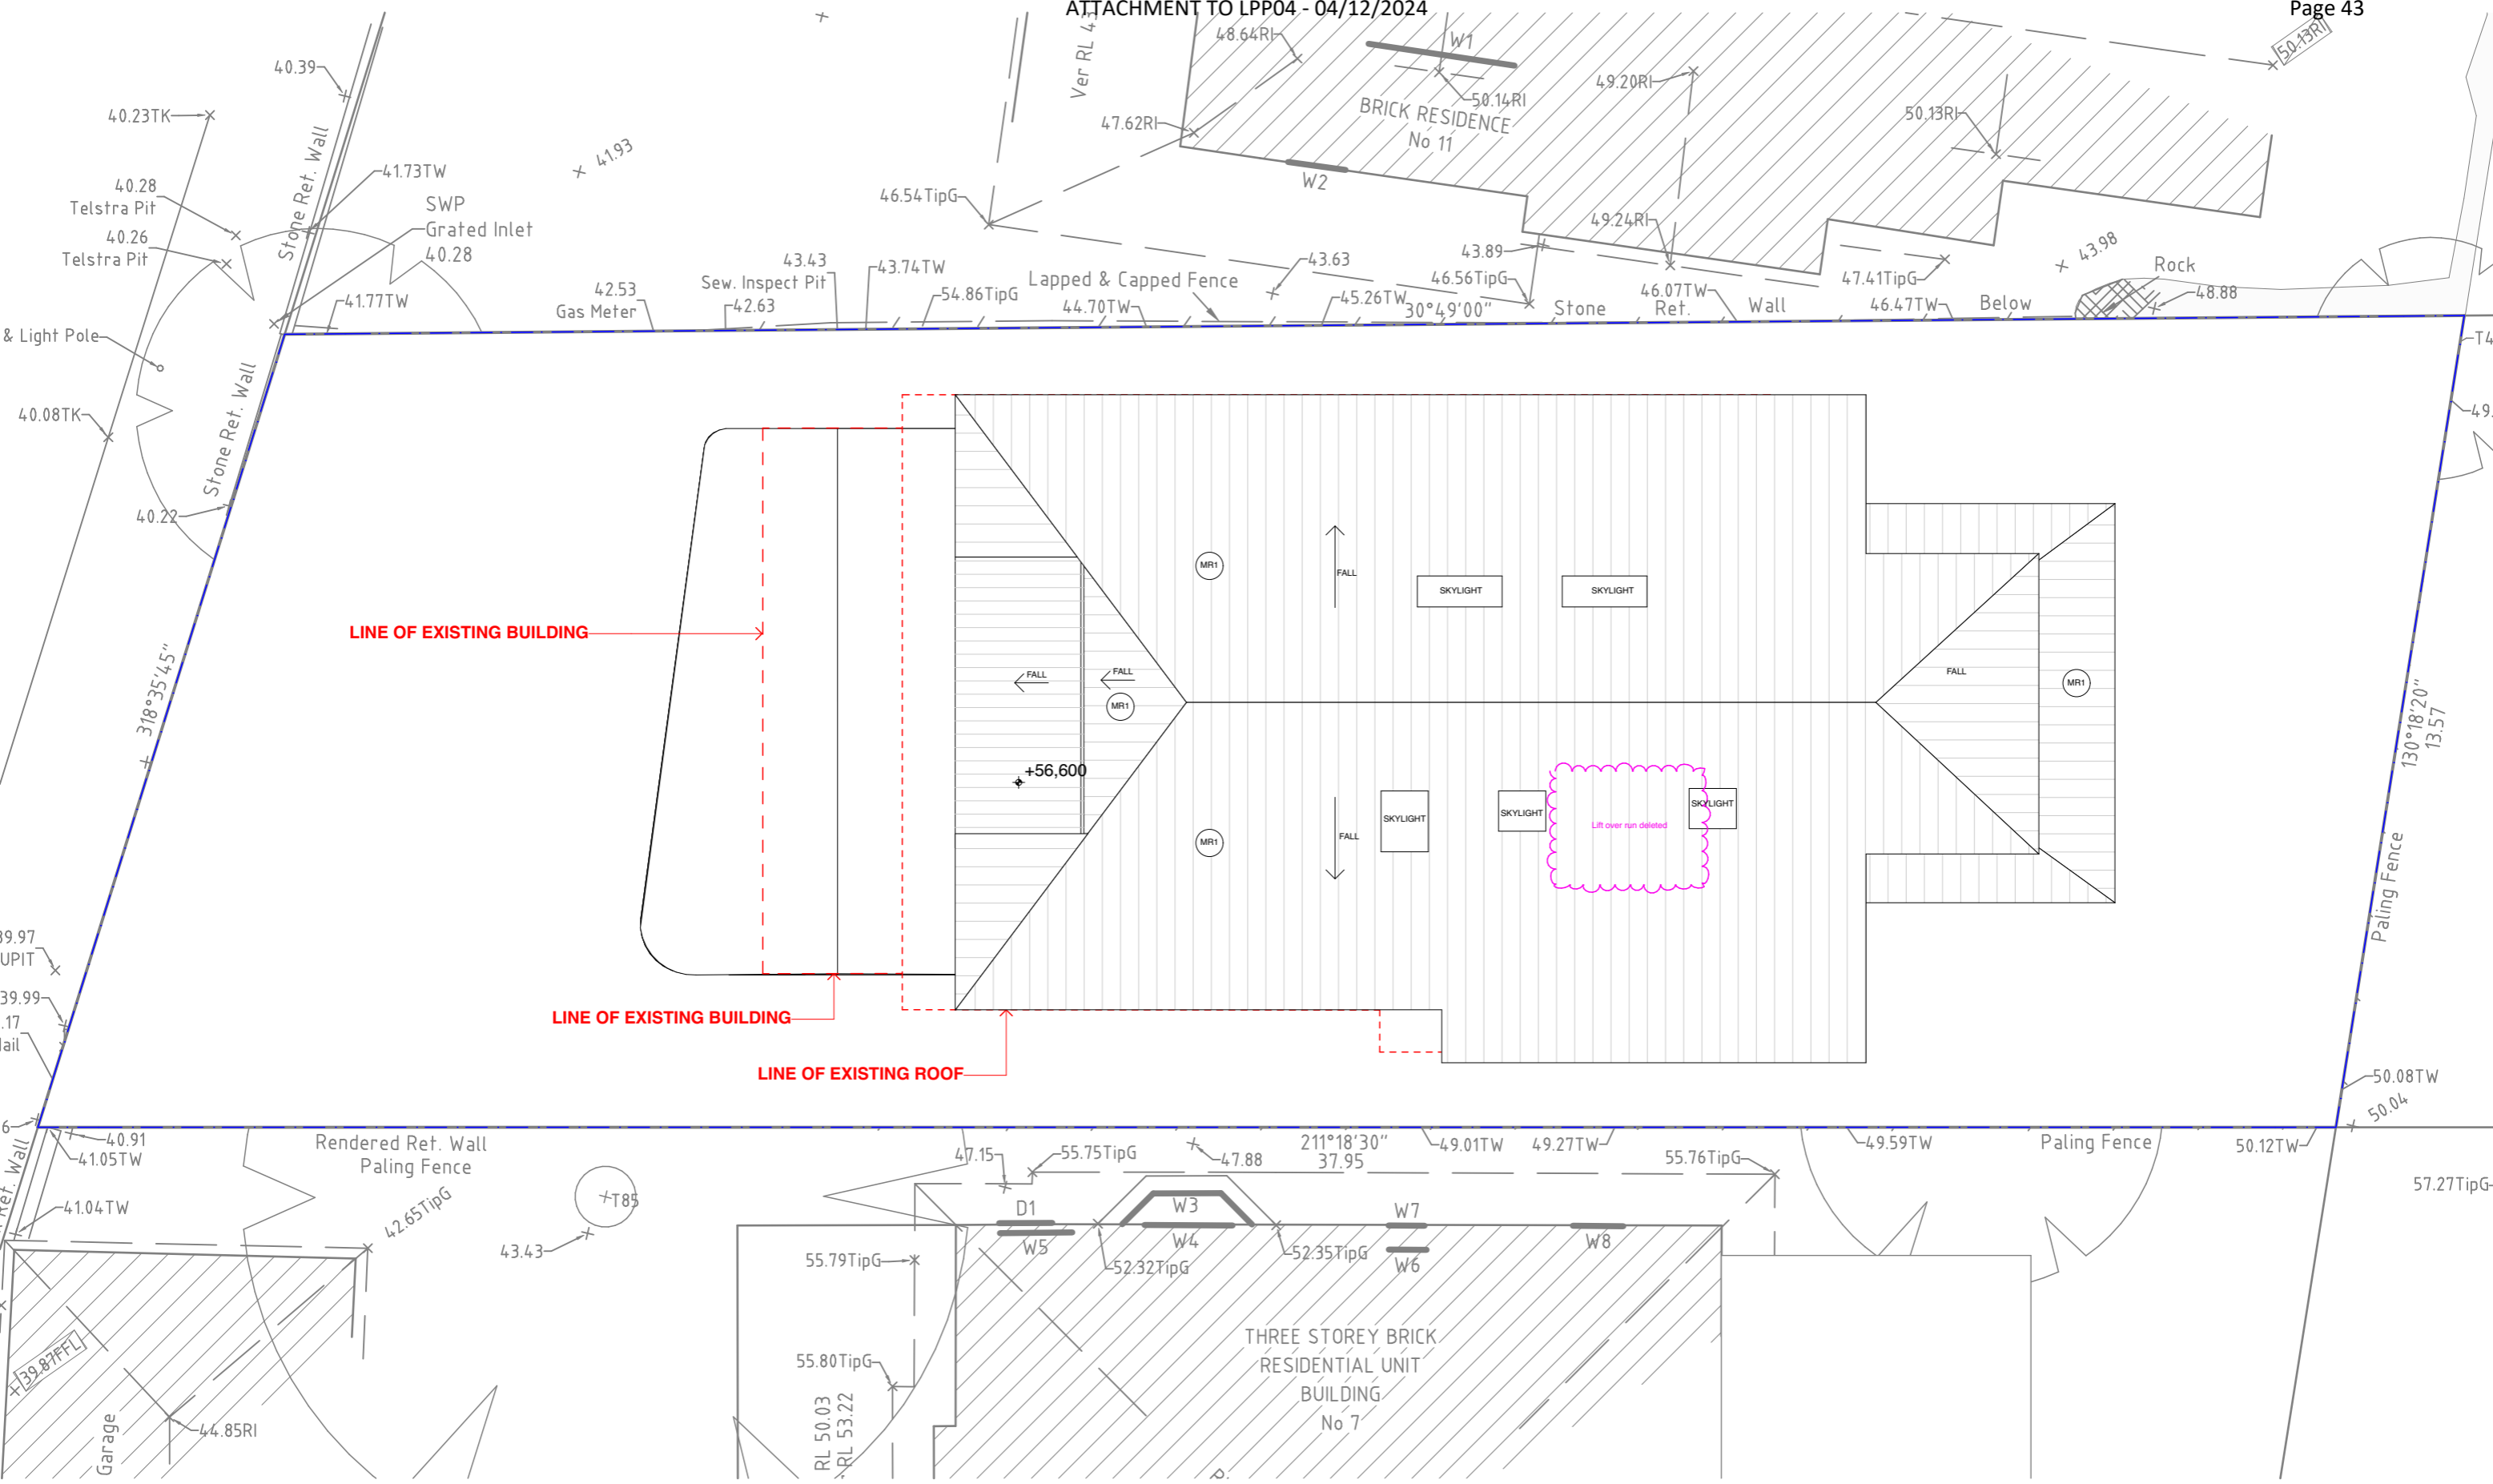 ATTACHMENT TO LPP04 - 04/12/2024
Page 43
40.39
40.23TK
41.73TW
40.28
Telstra Pit
40.26
Telstra Pit
Stone Ret. Wall
SWP
Grated Inlet
40.28
41.77TW
& Light Pole
40.08TK
Stone Ret. Wall
40.22
318°35'45"
41.93
42.53
Gas Meter
43.43
Sew. Inspect Pit
42.63
43.74TW
54.86TipG
Lapped & Capped Fence
44.70TW
43.63
45.26TW
30°49'00"
Stone
Ret.
Wall
Below
46.07TW
46.47TW
46.54TipG
46.56TipG
47.41TipG
43.89
49.24RI
47.62RI
48.64RI
W1
50.14RI
49.20RI
50.13RI
50.13RI
BRICK RESIDENCE
No 11
W2
43.98
Rock
48.88
LINE OF EXISTING BUILDING
LINE OF EXISTING BUILDING
LINE OF EXISTING ROOF
MR1
FALL
SKYLIGHT
SKYLIGHT
FALL
FALL
MR1
+56,600
MR1
FALL
SKYLIGHT
SKYLIGHT
Lift over run deleted
SKYLIGHT
FALL
MR1
130°18'20"
13.57
Paling Fence
50.08TW
50.04
39.99
40.91
41.05TW
41.04TW
Rendered Ret. Wall
Paling Fence
42.65TipG
T85
43.43
47.15
55.75TipG
47.88
211°18'30"
37.95
49.01TW
49.27TW
55.76TipG
49.59TW
Paling Fence
50.12TW
57.27TipG
D1
W5
W3
W4
W7
W6
W8
52.32TipG
52.35TipG
55.79TipG
55.80TipG
RL 50.03
RL 53.22
THREE STOREY BRICK
RESIDENTIAL UNIT
BUILDING
No 7
39.87FFL
44.85RI
Garage